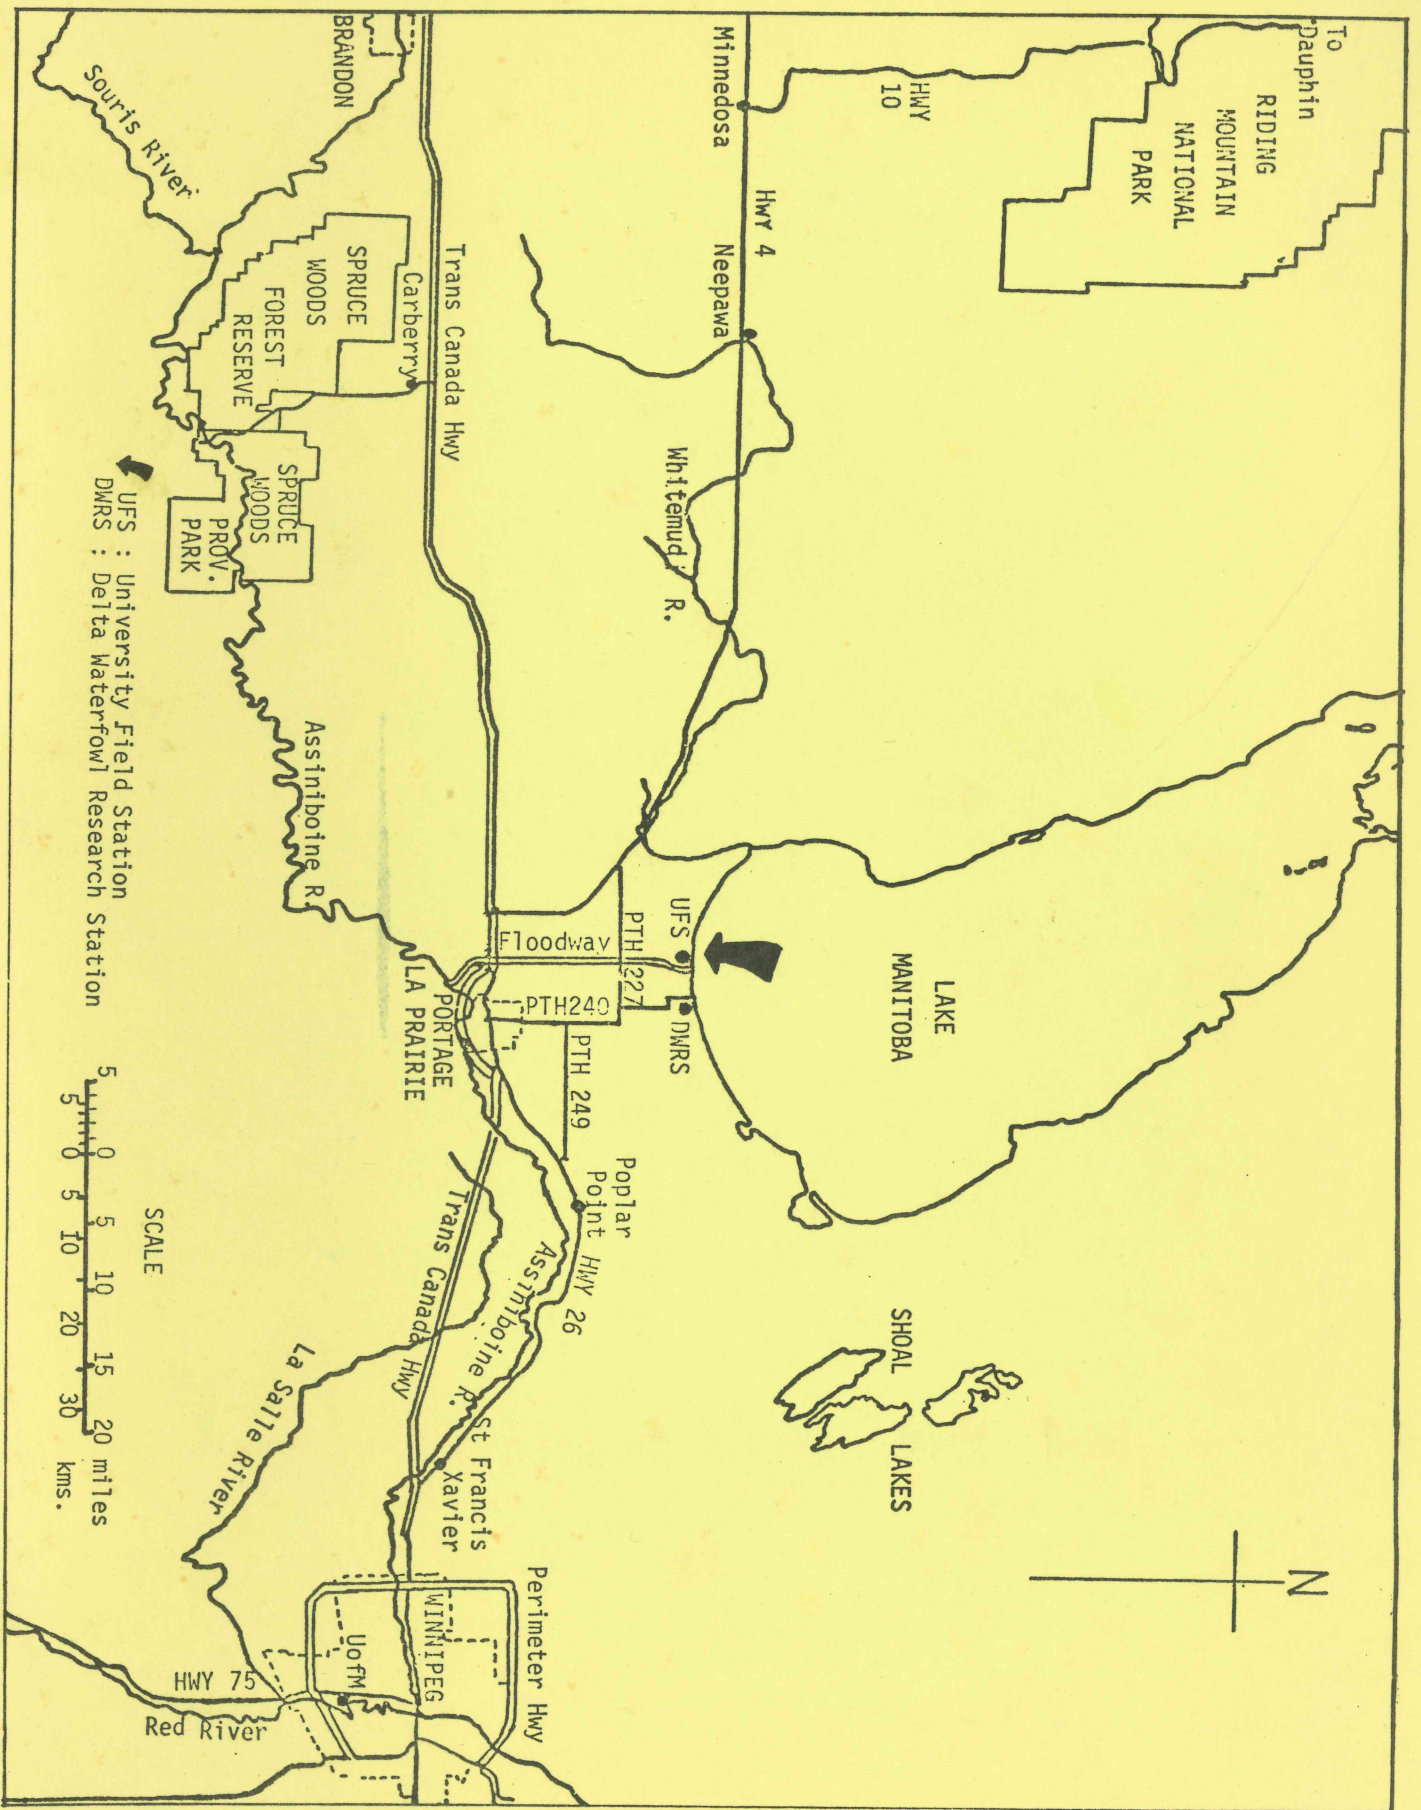 To
Dauphin
RIDING
MOUNTAIN
NATIONAL
PARK
HWY
10
Minnedosa
Hwy 4
Neepawa
Whitemud R.
LAKE
MANITOBA
SHOAL LAKES
N
UFS
DWRS
PTH 227
Floodway
PTH240
PTH 249
Poplar
Point
HWY 26
BRANDON
Souris River
Trans Canada Hwy
Carberry
SPRUCE
WOODS
FOREST
RESERVE
SPRUCE
WOODS
PROV.
PARK
Assiniboine R.
PORTAGE
LA PRAIRIE
Trans Canada Hwy
Assiniboine R.
St Francis
Xavier
La Salle River
Perimeter Hwy
WINNIPEG
UofM
HWY 75
Red River
UFS : University Field Station
DWRS : Delta Waterfowl Research Station
SCALE
5 0 5 10 15 20 miles
5 0 5 10 20 30 kms.